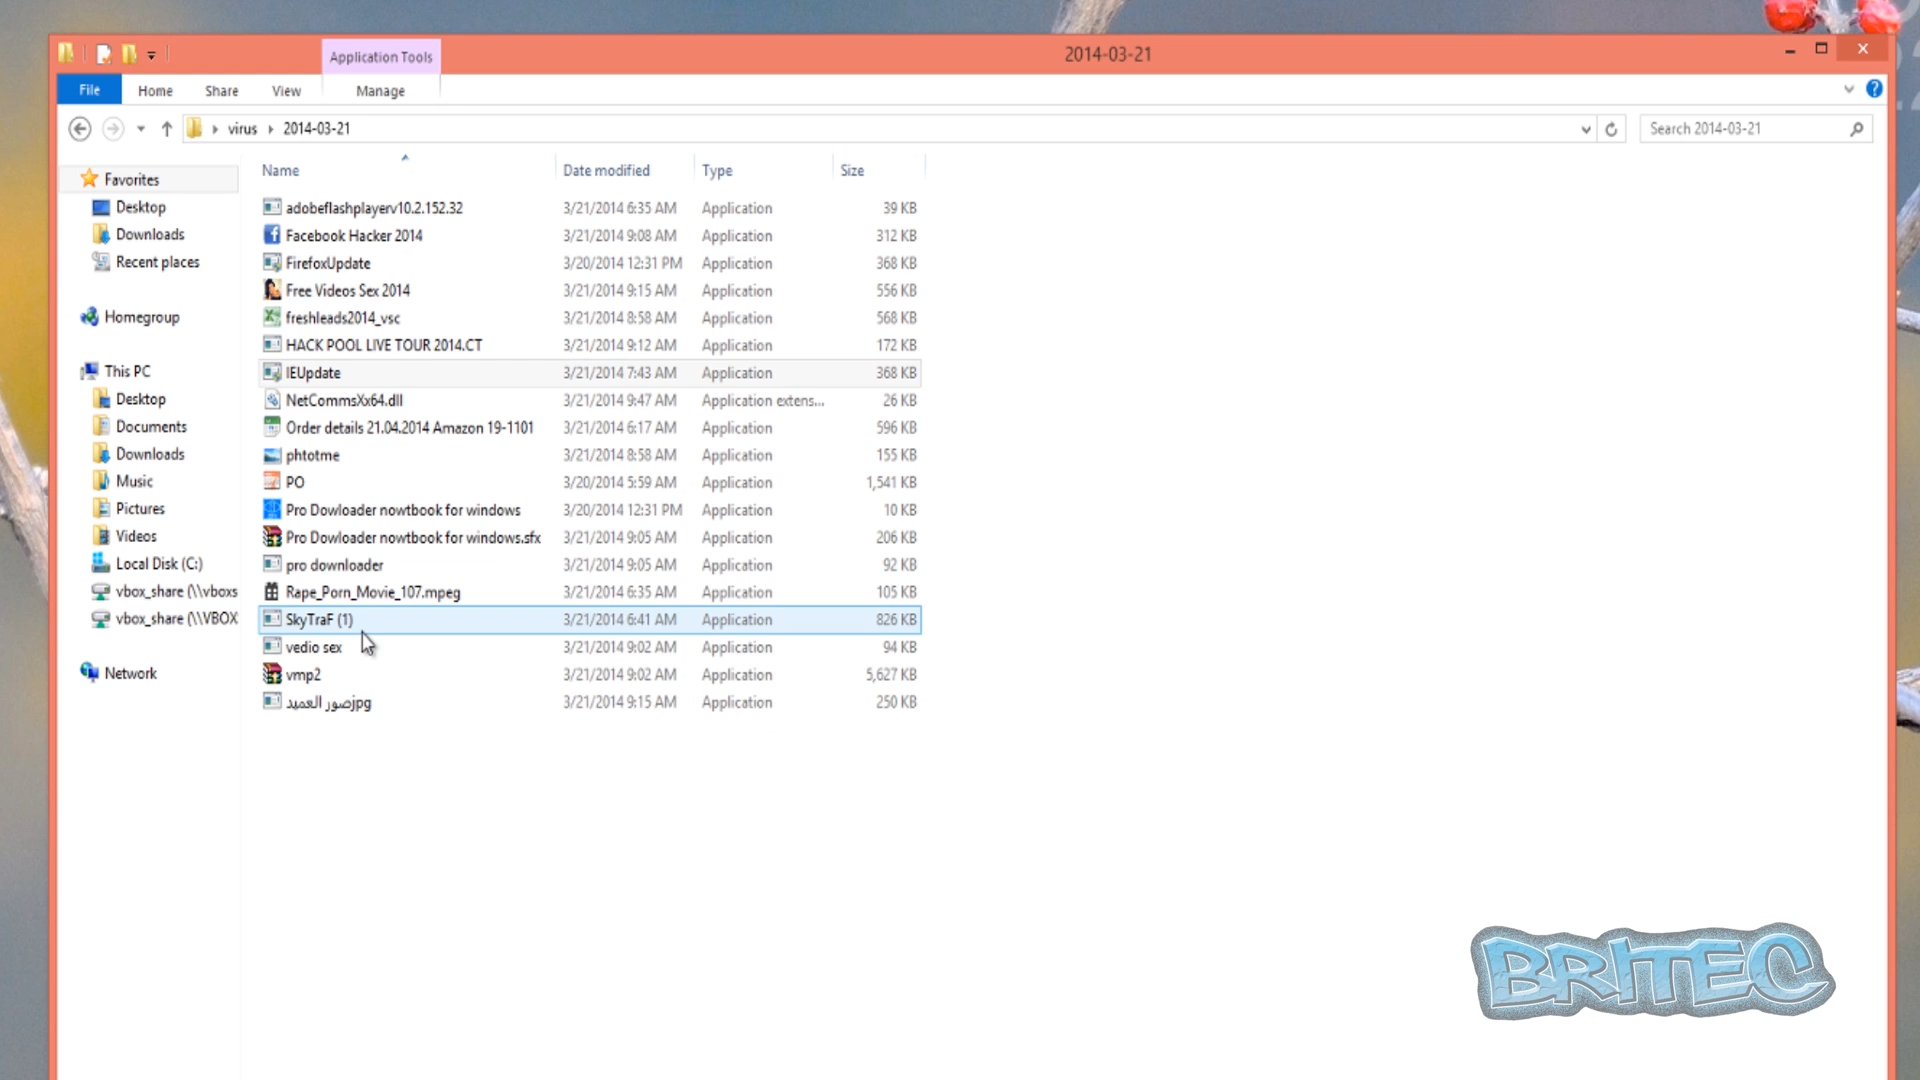 Application Tools
2014-03-21
File Home Share View Manage
virus 2014-03-21
Search 2014-03-21
Name Date modified Type Size
Favorites
Desktop
Downloads
Recent places
Homegroup
This PC
Desktop
Documents
Downloads
Music
Pictures
Videos
Local Disk (C:)
vbox_share (\\vboxs
vbox_share (\\VBOX
Network
adobeflashplayerv10.2.152.32 3/21/2014 6:35 AM Application 39 KB
Facebook Hacker 2014 3/21/2014 9:08 AM Application 312 KB
FirefoxUpdate 3/20/2014 12:31 PM Application 368 KB
Free Videos Sex 2014 3/21/2014 9:15 AM Application 556 KB
freshleads2014_vsc 3/21/2014 8:58 AM Application 568 KB
HACK POOL LIVE TOUR 2014.CT 3/21/2014 9:12 AM Application 172 KB
IEUpdate 3/21/2014 7:43 AM Application 368 KB
NetCommsXx64.dll 3/21/2014 9:47 AM Application extens... 26 KB
Order details 21.04.2014 Amazon 19-1101 3/21/2014 6:17 AM Application 596 KB
phtotme 3/21/2014 8:58 AM Application 155 KB
PO 3/20/2014 5:59 AM Application 1,541 KB
Pro Dowloader nowtbook for windows 3/20/2014 12:31 PM Application 10 KB
Pro Dowloader nowtbook for windows.sfx 3/21/2014 9:05 AM Application 206 KB
pro downloader 3/21/2014 9:05 AM Application 92 KB
Rape_Porn_Movie_107.mpeg 3/21/2014 6:35 AM Application 105 KB
SkyTraF (1) 3/21/2014 6:41 AM Application 826 KB
vedio sex 3/21/2014 9:02 AM Application 94 KB
vmp2 3/21/2014 9:02 AM Application 5,627 KB
صور العميدjpg 3/21/2014 9:15 AM Application 250 KB
BRITEC